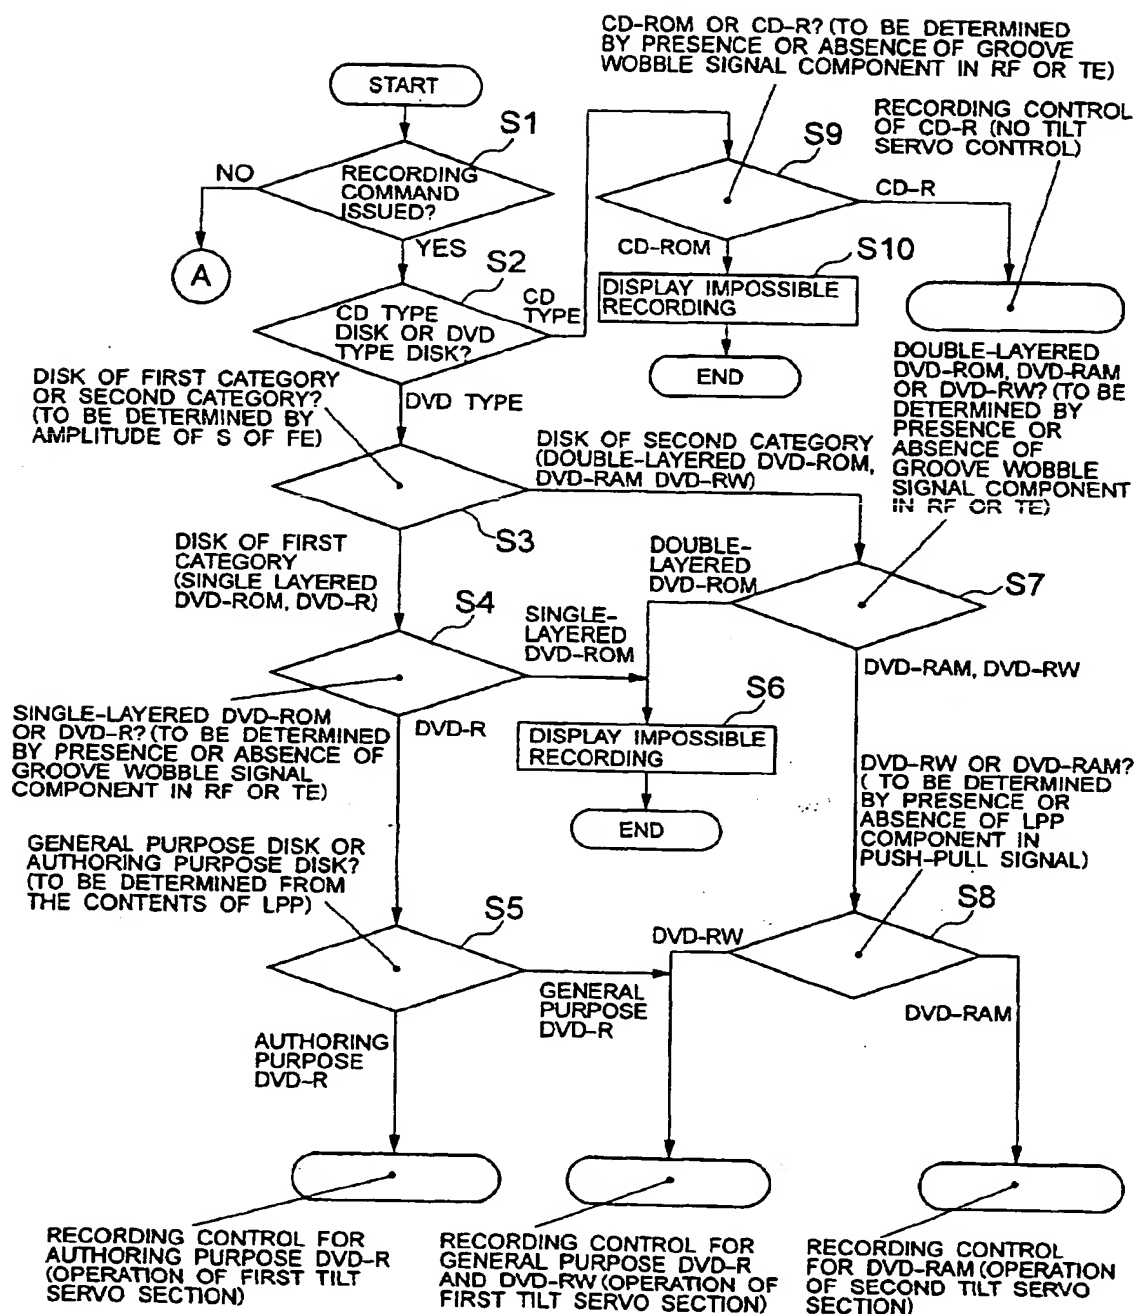 CD-ROM OR CD-R? (TO BE DETERMINED
BY PRESENCE OR ABSENCE OF GROOVE
WOBBLE SIGNAL COMPONENT IN RF OR TE)
START
S1
NO
RECORDING
COMMAND
ISSUED?
YES
A
S2
CD TYPE
DISK OR DVD
TYPE DISK?
CD
TYPE
DVD TYPE
S9
RECORDING CONTROL
OF CD-R (NO TILT
SERVO CONTROL)
CD-R
CD-ROM
S10
DISPLAY IMPOSSIBLE
RECORDING
END
DISK OF FIRST CATEGORY
OR SECOND CATEGORY?
(TO BE DETERMINED BY
AMPLITUDE OF S OF FE)
DISK OF SECOND CATEGORY
(DOUBLE-LAYERED DVD-ROM,
DVD-RAM DVD-RW)
DOUBLE-LAYERED
DVD-ROM, DVD-RAM
OR DVD-RW? (TO BE
DETERMINED BY
PRESENCE OR
ABSENCE OF
GROOVE WOBBLE
SIGNAL COMPONENT
IN RF OR TE)
S3
DISK OF FIRST
CATEGORY
(SINGLE LAYERED
DVD-ROM, DVD-R)
DOUBLE-
LAYERED
DVD-ROM
S7
S4
SINGLE-
LAYERED
DVD-ROM
DVD-RAM, DVD-RW
SINGLE-LAYERED DVD-ROM
OR DVD-R? (TO BE DETERMINED
BY PRESENCE OR ABSENCE OF
GROOVE WOBBLE SIGNAL
COMPONENT IN RF OR TE)
DVD-R
S6
DISPLAY IMPOSSIBLE
RECORDING
END
DVD-RW OR DVD-RAM?
( TO BE DETERMINED
BY PRESENCE OR
ABSENCE OF LPP
COMPONENT IN
PUSH-PULL SIGNAL)
GENERAL PURPOSE DISK OR
AUTHORING PURPOSE DISK?
(TO BE DETERMINED FROM
THE CONTENTS OF LPP)
S5
S8
DVD-RW
GENERAL
PURPOSE
DVD-R
DVD-RAM
AUTHORING
PURPOSE
DVD-R
RECORDING CONTROL FOR
AUTHORING PURPOSE DVD-R
(OPERATION OF FIRST TILT
SERVO SECTION)
RECORDING CONTROL FOR
GENERAL PURPOSE DVD-R
AND DVD-RW (OPERATION OF
FIRST TILT SERVO SECTION)
RECORDING CONTROL
FOR DVD-RAM (OPERATION
OF SECOND TILT SERVO
SECTION)